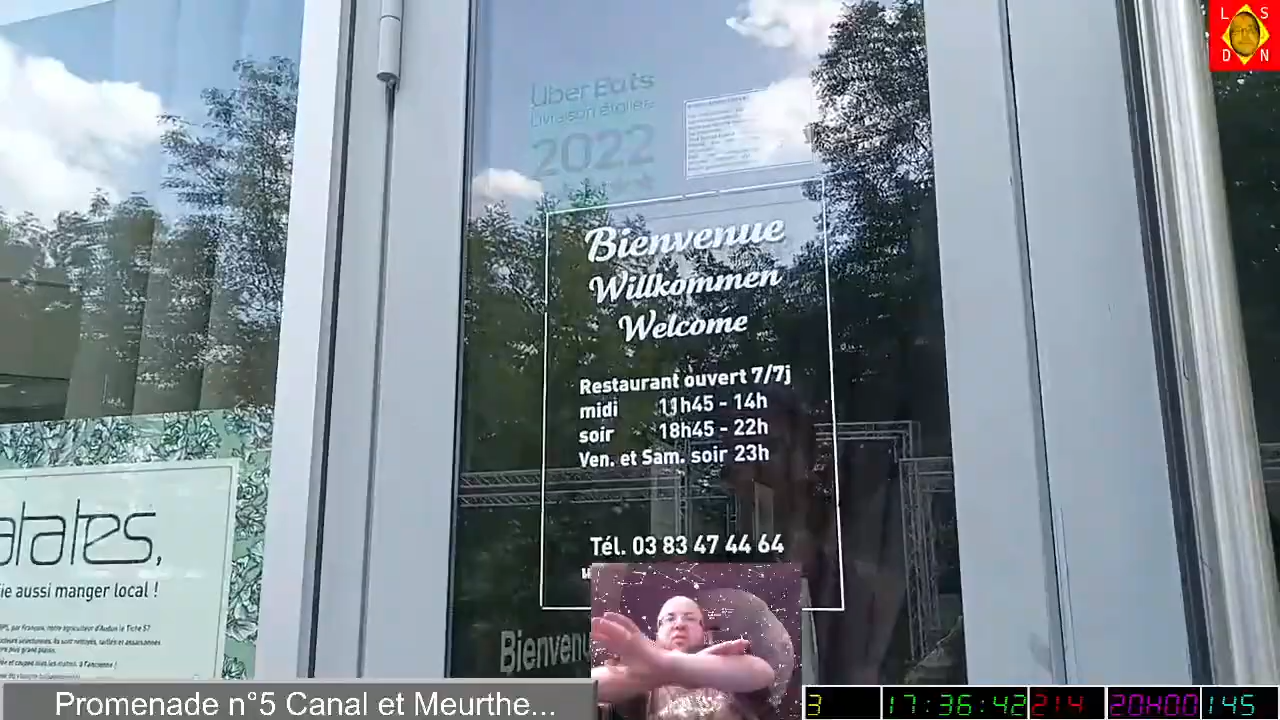 L S
D N
Uber Eats
Livraison étoilée
2022
Bienvenue
Willkommen
Welcome
Restaurant ouvert 7/7j
midi 11h45 - 14h
soir 18h45 - 22h
Ven. et Sam. soir 23h
Tél. 03 83 47 44 64
Bienvenu
atates,
ie aussi manger local !
Promenade n°5 Canal et Meurthe...
3 17:36:42 214 20H00 145